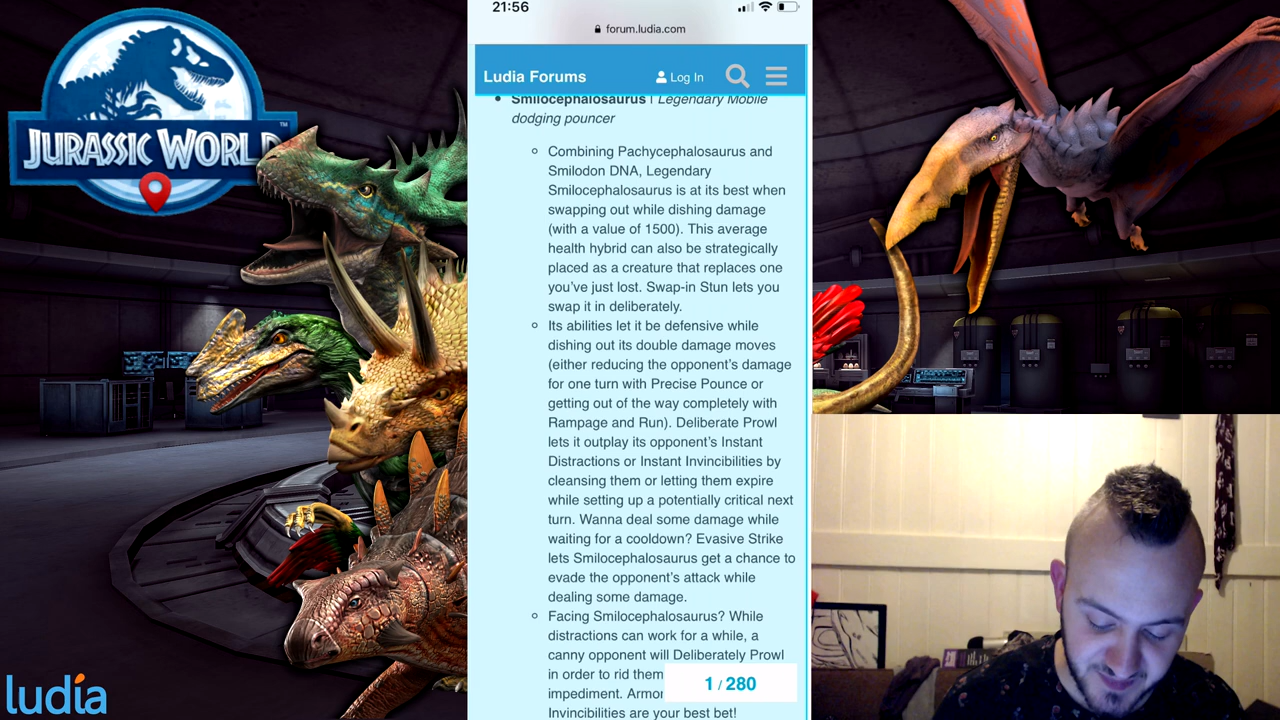 JURASSIC WORLD
TM
ludia
21:56
forum.ludia.com
Ludia Forums
Log In
• Smilocephalosaurus | Legendary Mobile
dodging pouncer
Combining Pachycephalosaurus and
Smilodon DNA, Legendary
Smilocephalosaurus is at its best when
swapping out while dishing damage
(with a value of 1500). This average
health hybrid can also be strategically
placed as a creature that replaces one
you’ve just lost. Swap-in Stun lets you
swap it in deliberately.
Its abilities let it be defensive while
dishing out its double damage moves
(either reducing the opponent’s damage
for one turn with Precise Pounce or
getting out of the way completely with
Rampage and Run). Deliberate Prowl
lets it outplay its opponent’s Instant
Distractions or Instant Invincibilities by
cleansing them or letting them expire
while setting up a potentially critical next
turn. Wanna deal some damage while
waiting for a cooldown? Evasive Strike
lets Smilocephalosaurus get a chance to
evade the opponent’s attack while
dealing some damage.
Facing Smilocephalosaurus? While
distractions can work for a while, a
canny opponent will Deliberately Prowl
in order to rid them
impediment.
Invincibilities are your best bet!
1 / 280